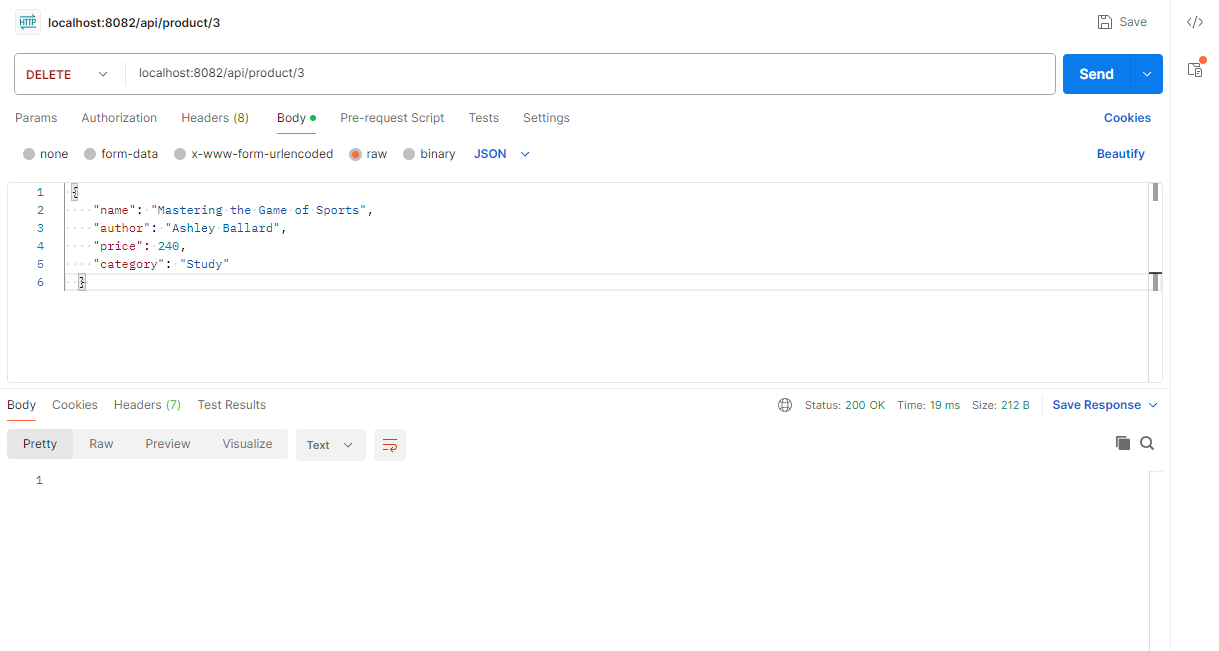 HTTP localhost:8082/api/product/3 Save </>
DELETE localhost:8082/api/product/3 Send
Params Authorization Headers (8) Body Pre-request Script Tests Settings Cookies
none form-data x-www-form-urlencoded raw binary JSON Beautify
1 {
2 "name": "Mastering the Game of Sports",
3 "author": "Ashley Ballard",
4 "price": 240,
5 "category": "Study"
6 }
Body Cookies Headers (7) Test Results Status: 200 OK Time: 19 ms Size: 212 B Save Response
Pretty Raw Preview Visualize Text
1